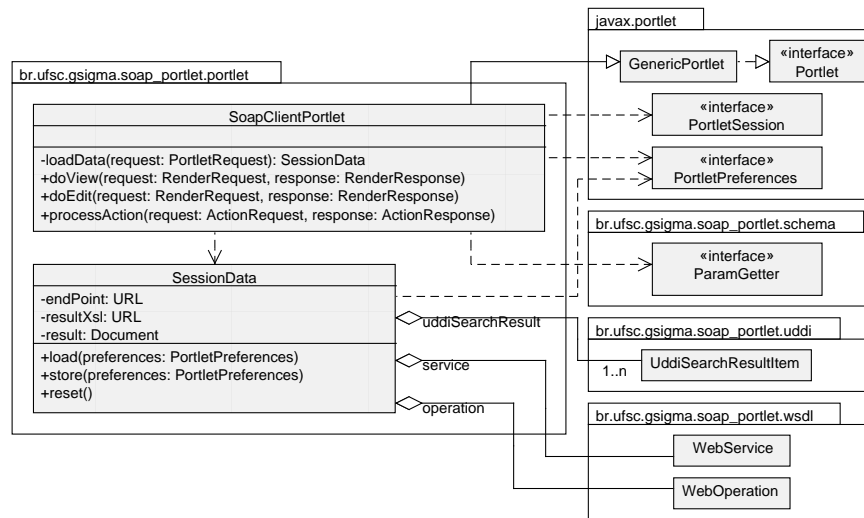 br.ufsc.gsigma.soap_portlet.portlet
SoapClientPortlet
-loadData(request: PortletRequest): SessionData
+doView(request: RenderRequest, response: RenderResponse)
+doEdit(request: RenderRequest, response: RenderResponse)
+processAction(request: ActionRequest, response: ActionResponse)
SessionData
-endPoint: URL
-resultXsl: URL
-result: Document
+load(preferences: PortletPreferences)
+store(preferences: PortletPreferences)
+reset()
uddiSearchResult
service
operation
javax.portlet
GenericPortlet
«interface»
Portlet
«interface»
PortletSession
«interface»
PortletPreferences
br.ufsc.gsigma.soap_portlet.schema
«interface»
ParamGetter
br.ufsc.gsigma.soap_portlet.uddi
1..n
UddiSearchResultItem
br.ufsc.gsigma.soap_portlet.wsdl
WebService
WebOperation